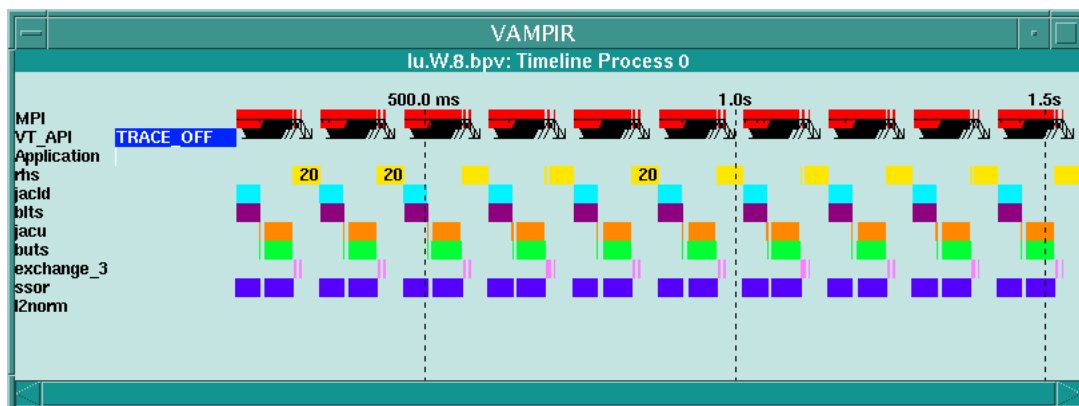 VAMPIR
lu.W.8.bpv: Timeline Process 0
500.0 ms 1.0s 1.5s
MPI
VT_API TRACE_OFF
Application
rhs 20 20 20
jacld
blts
jacu
buts
exchange_3
ssor
l2norm